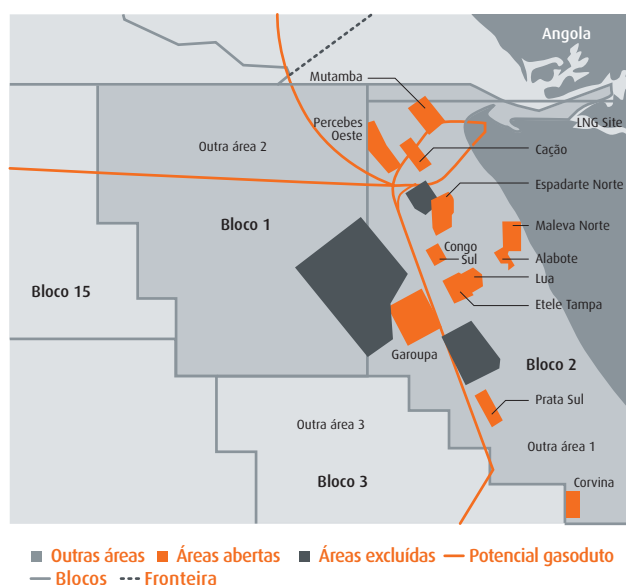 Angola
Mutamba
LNG Site
Percebes
Oeste
Outra área 2
Cação
Espadarte Norte
Bloco 1
Maleva Norte
Congo
Sul
Alabote
Bloco 15
Lua
Etele Tampa
Garoupa
Bloco 2
Prata Sul
Outra área 3
Outra área 1
Bloco 3
Corvina
Outras áreas
Áreas abertas
Áreas excluídas
Potencial gasoduto
Blocos
Fronteira